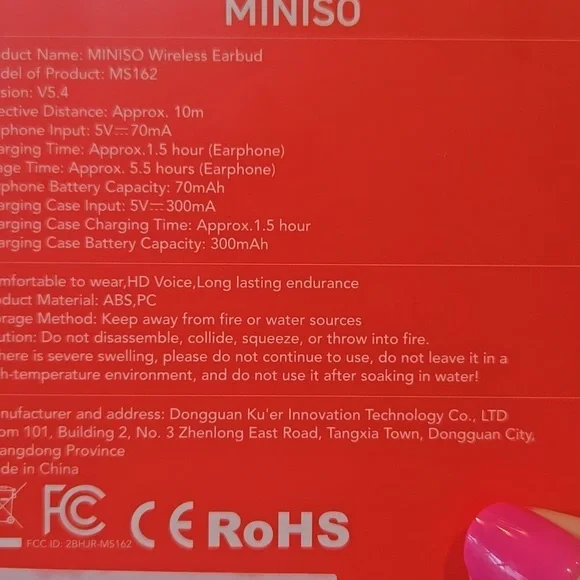 MINISO
oduct Name: MINISO Wireless Earbud
odel of Product: MS162
rsion: V5.4
ective Distance: Approx. 10m
rphone Input: 5V⎓70mA
arging Time: Approx.1.5 hour (Earphone)
age Time: Approx. 5.5 hours (Earphone)
rphone Battery Capacity: 70mAh
arging Case Input: 5V⎓300mA
arging Case Charging Time: Approx.1.5 hour
arging Case Battery Capacity: 300mAh
mfortable to wear,HD Voice,Long lasting endurance
oduct Material: ABS,PC
orage Method: Keep away from fire or water sources
ution: Do not disassemble, collide, squeeze, or throw into fire.
here is severe swelling, please do not continue to use, do not leave it in a
h-temperature environment, and do not use it after soaking in water!
anufacturer and address: Dongguan Ku'er Innovation Technology Co., LTD
om 101, Building 2, No. 3 Zhenlong East Road, Tangxia Town, Dongguan City,
angdong Province
ade in China
FC CE RoHS
FCC ID: 2BHJR-MS162